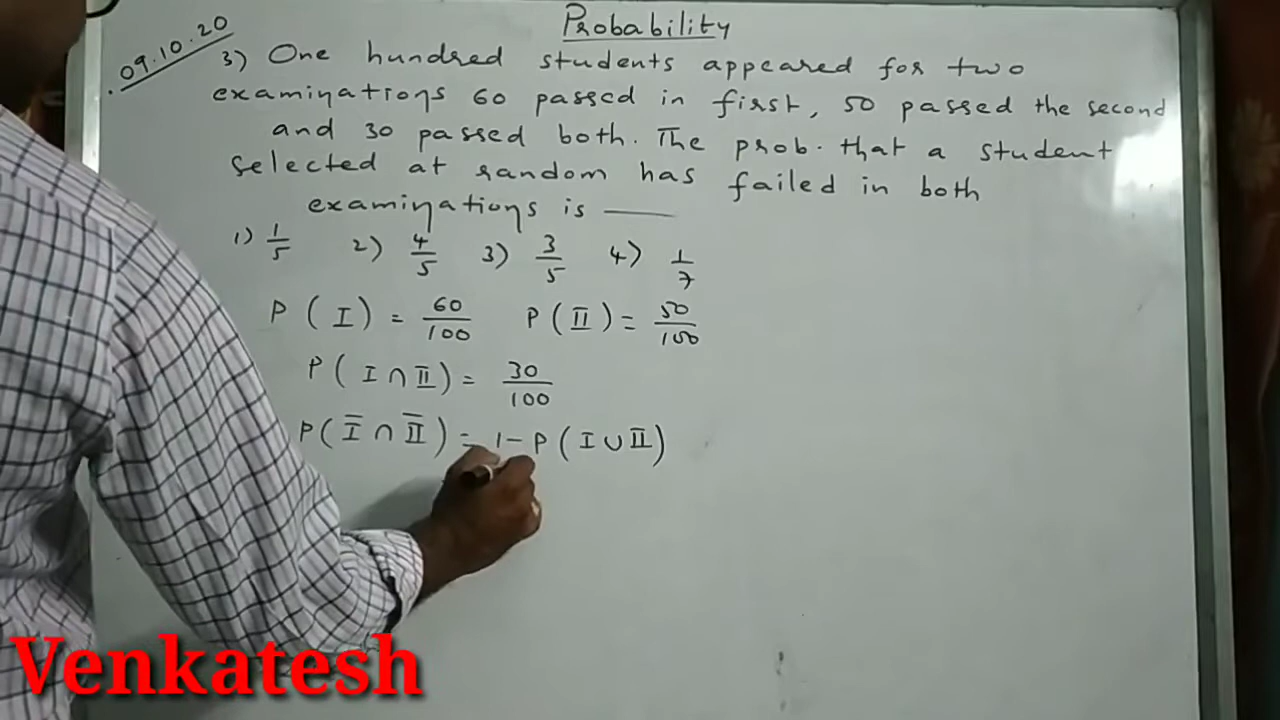 Probability
09.10.20
3) One hundred students appeared for two
examinations 60 passed in first, 50 passed the second
and 30 passed both. The prob. that a student
selected at random has failed in both
examinations is ___
1) 1/5 2) 4/5 3) 3/5 4) 1/7
P ( I ) = 60/100 P ( II ) = 50/100
P ( I ∩ II ) = 30/100
P ( I̅ ∩ I̅I̅ ) = 1 - P ( I ∪ II )
Venkatesh